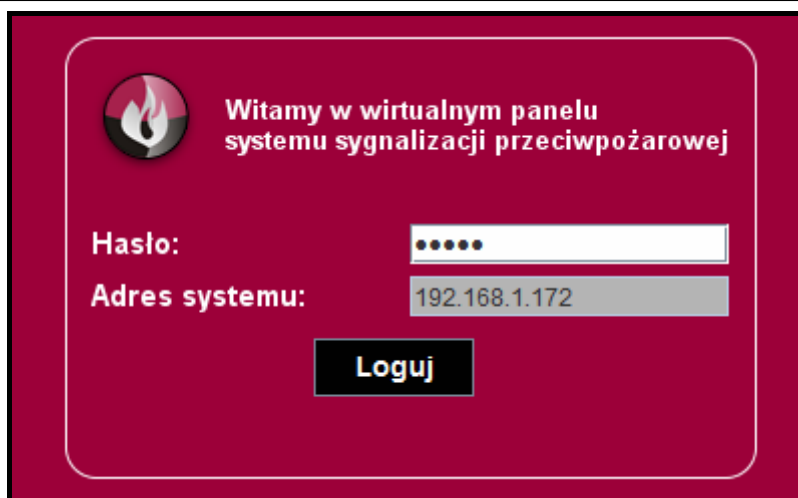 Witamy w wirtualnym panelu
systemu sygnalizacji przeciwpożarowej
Hasło: •••••
Adres systemu: 192.168.1.172
Loguj